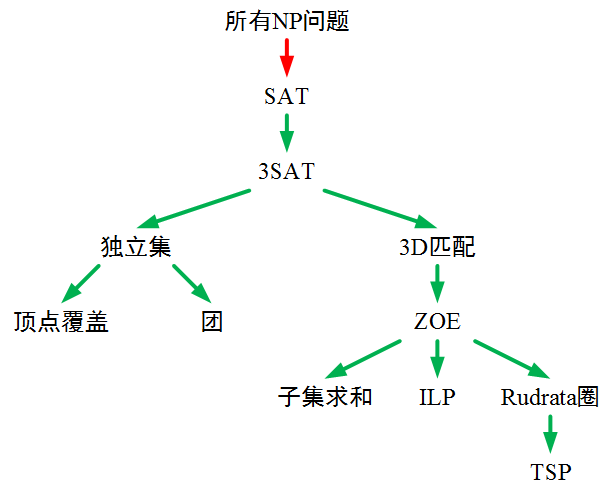 所有NP问题
SAT
3SAT
独立集
3D匹配
顶点覆盖
团
ZOE
子集求和
ILP
Rudrata圈
TSP